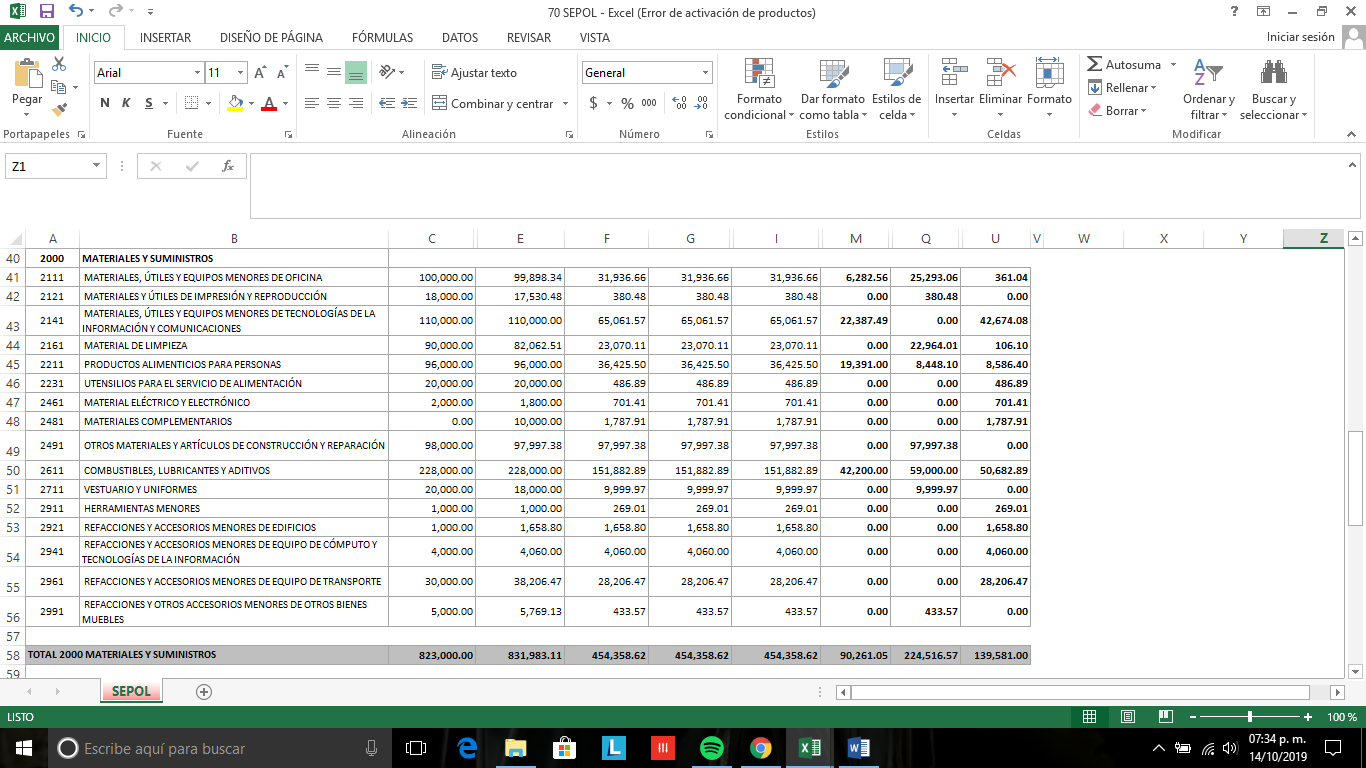 70 SEPOL - Excel (Error de activación de productos)
ARCHIVO INICIO INSERTAR DISEÑO DE PÁGINA FÓRMULAS DATOS REVISAR VISTA Iniciar sesión
Arial 11 Ajustar texto General Autosuma
Pegar N K S Combinar y centrar $ % 000 Formato condicional Dar formato como tabla Estilos de celda Insertar Eliminar Formato Rellenar Borrar Ordenar y filtrar Buscar y seleccionar
Portapapeles Fuente Alineación Número Estilos Celdas Modificar
Z1 fx
A B C E F G I M Q U V W X Y Z
40 2000 MATERIALES Y SUMINISTROS
41 2111 MATERIALES, ÚTILES Y EQUIPOS MENORES DE OFICINA 100,000.00 99,898.34 31,936.66 31,936.66 31,936.66 6,282.56 25,293.06 361.04
42 2121 MATERIALES Y ÚTILES DE IMPRESIÓN Y REPRODUCCIÓN 18,000.00 17,530.48 380.48 380.48 380.48 0.00 380.48 0.00
43 2141 MATERIALES, ÚTILES Y EQUIPOS MENORES DE TECNOLOGÍAS DE LA
INFORMACIÓN Y COMUNICACIONES 110,000.00 110,000.00 65,061.57 65,061.57 65,061.57 22,387.49 0.00 42,674.08
44 2161 MATERIAL DE LIMPIEZA 90,000.00 82,062.51 23,070.11 23,070.11 23,070.11 0.00 22,964.01 106.10
45 2211 PRODUCTOS ALIMENTICIOS PARA PERSONAS 96,000.00 96,000.00 36,425.50 36,425.50 36,425.50 19,391.00 8,448.10 8,586.40
46 2231 UTENSILIOS PARA EL SERVICIO DE ALIMENTACIÓN 20,000.00 20,000.00 486.89 486.89 486.89 0.00 0.00 486.89
47 2461 MATERIAL ELÉCTRICO Y ELECTRÓNICO 2,000.00 1,800.00 701.41 701.41 701.41 0.00 0.00 701.41
48 2481 MATERIALES COMPLEMENTARIOS 0.00 10,000.00 1,787.91 1,787.91 1,787.91 0.00 0.00 1,787.91
49 2491 OTROS MATERIALES Y ARTÍCULOS DE CONSTRUCCIÓN Y REPARACIÓN 98,000.00 97,997.38 97,997.38 97,997.38 97,997.38 0.00 97,997.38 0.00
50 2611 COMBUSTIBLES, LUBRICANTES Y ADITIVOS 228,000.00 228,000.00 151,882.89 151,882.89 151,882.89 42,200.00 59,000.00 50,682.89
51 2711 VESTUARIO Y UNIFORMES 20,000.00 18,000.00 9,999.97 9,999.97 9,999.97 0.00 9,999.97 0.00
52 2911 HERRAMIENTAS MENORES 1,000.00 1,000.00 269.01 269.01 269.01 0.00 0.00 269.01
53 2921 REFACCIONES Y ACCESORIOS MENORES DE EDIFICIOS 1,000.00 1,658.80 1,658.80 1,658.80 1,658.80 0.00 0.00 1,658.80
54 2941 REFACCIONES Y ACCESORIOS MENORES DE EQUIPO DE CÓMPUTO Y
TECNOLOGÍAS DE LA INFORMACIÓN 4,000.00 4,060.00 4,060.00 4,060.00 4,060.00 0.00 0.00 4,060.00
55 2961 REFACCIONES Y ACCESORIOS MENORES DE EQUIPO DE TRANSPORTE 30,000.00 38,206.47 28,206.47 28,206.47 28,206.47 0.00 0.00 28,206.47
56 2991 REFACCIONES Y OTROS ACCESORIOS MENORES DE OTROS BIENES
MUEBLES 5,000.00 5,769.13 433.57 433.57 433.57 0.00 433.57 0.00
57
58 TOTAL 2000 MATERIALES Y SUMINISTROS 823,000.00 831,983.11 454,358.62 454,358.62 454,358.62 90,261.05 224,516.57 139,581.00
59
SEPOL
LISTO 100 %
Escribe aquí para buscar 07:34 p. m.
14/10/2019